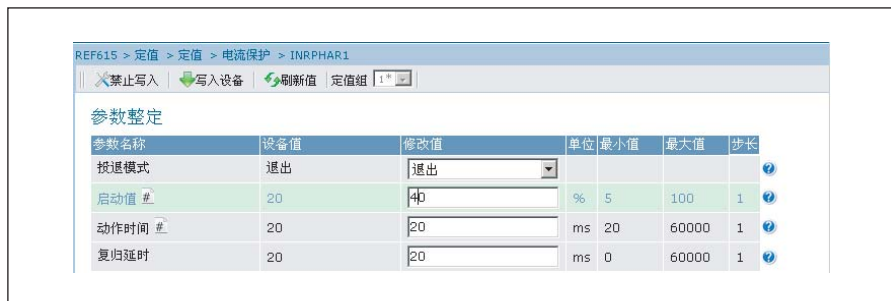 REF615 > 定值 > 定值 > 电流保护 > INRPHAR1
禁止写入 写入设备 刷新值 定值组 1*
参数整定
参数名称 设备值 修改值 单位 最小值 最大值 步长
投退模式 退出 退出
启动值 # 20 40 % 5 100 1
动作时间 # 20 20 ms 20 60000 1
复归延时 20 20 ms 0 60000 1